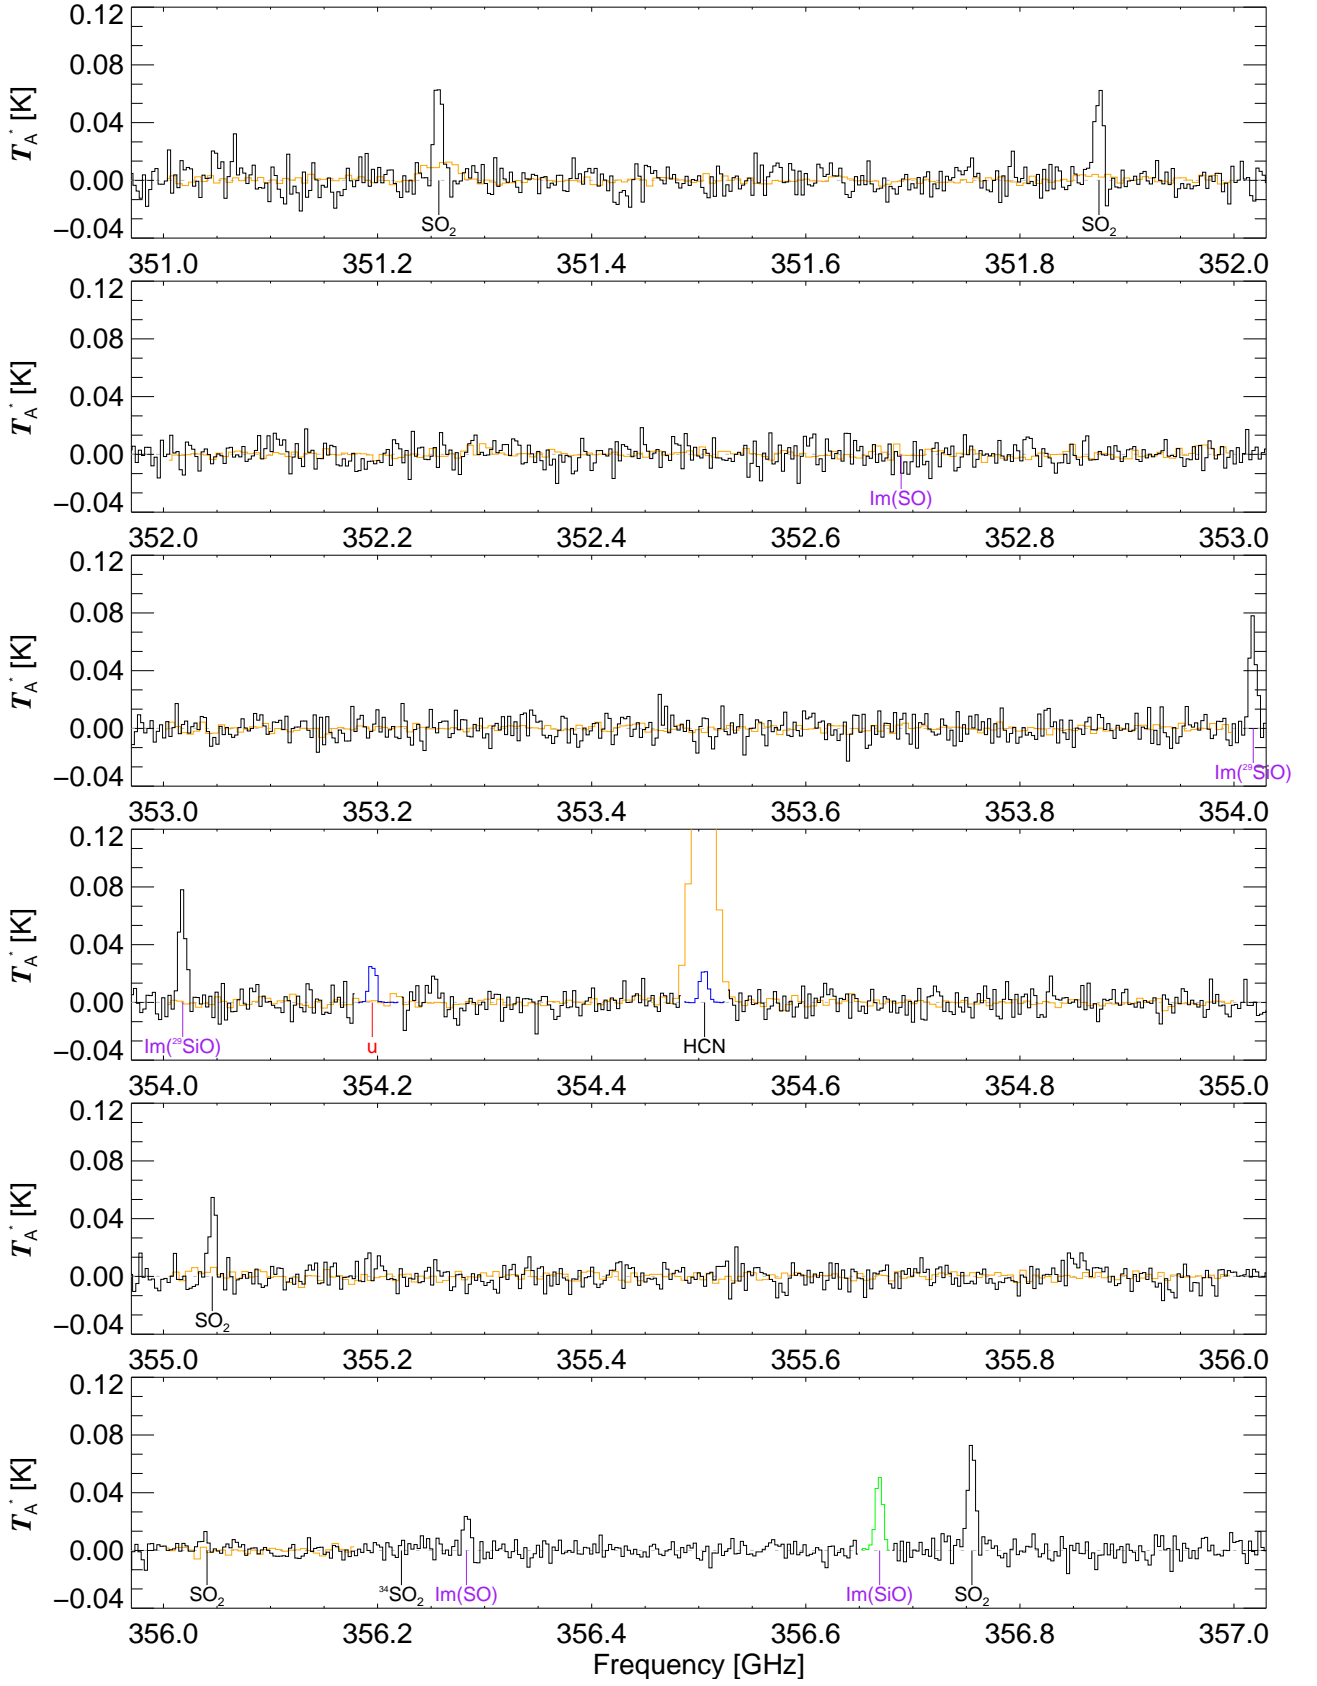 0.12
0.08
0.04
0.00
−0.04
T_A^* [K]
SO₂ SO₂
351.0 351.2 351.4 351.6 351.8 352.0
0.12
0.08
0.04
0.00
−0.04
T_A^* [K]
Im(SO)
352.0 352.2 352.4 352.6 352.8 353.0
0.12
0.08
0.04
0.00
−0.04
T_A^* [K]
Im(²⁹SiO)
353.0 353.2 353.4 353.6 353.8 354.0
0.12
0.08
0.04
0.00
−0.04
T_A^* [K]
Im(²⁹SiO) u HCN
354.0 354.2 354.4 354.6 354.8 355.0
0.12
0.08
0.04
0.00
−0.04
T_A^* [K]
SO₂
355.0 355.2 355.4 355.6 355.8 356.0
0.12
0.08
0.04
0.00
−0.04
T_A^* [K]
SO₂ ³⁴SO₂ Im(SO) Im(SiO) SO₂
356.0 356.2 356.4 356.6 356.8 357.0
Frequency [GHz]